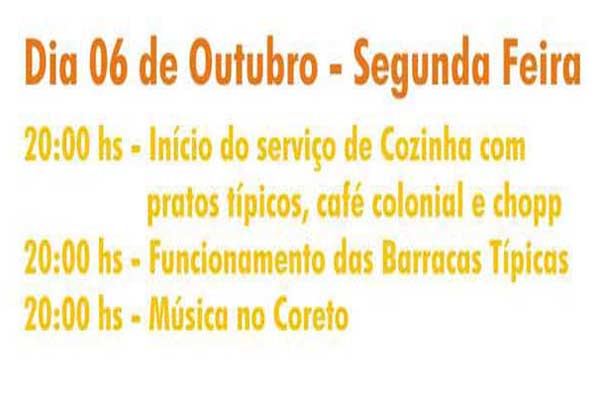 Dia 06 de Outubro - Segunda Feira
20:00 hs - Início do serviço de Cozinha com
pratos típicos, café colonial e chopp
20:00 hs - Funcionamento das Barracas Típicas
20:00 hs - Música no Coreto